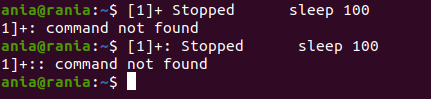 ania@rania:~$ [1]+ Stopped      sleep 100
1]+: command not found
ania@rania:~$ [1]+: Stopped      sleep 100
1]+:: command not found
ania@rania:~$